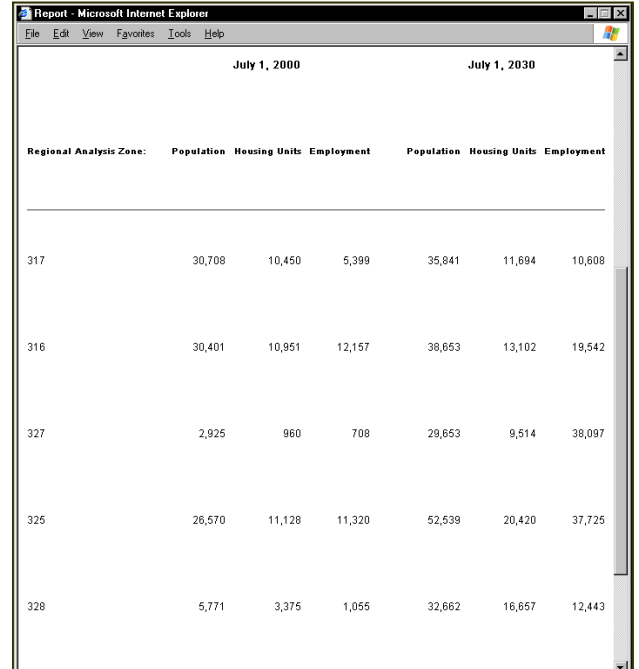 Report - Microsoft Internet Explorer
File Edit View Favorites Tools Help
July 1, 2000 July 1, 2030
Regional Analysis Zone: Population Housing Units Employment Population Housing Units Employment
317 30,708 10,450 5,399 35,841 11,694 10,608
316 30,401 10,951 12,157 38,653 13,102 19,542
327 2,925 960 708 29,653 9,514 38,097
325 26,570 11,128 11,320 52,539 20,420 37,725
328 5,771 3,375 1,055 32,662 16,657 12,443